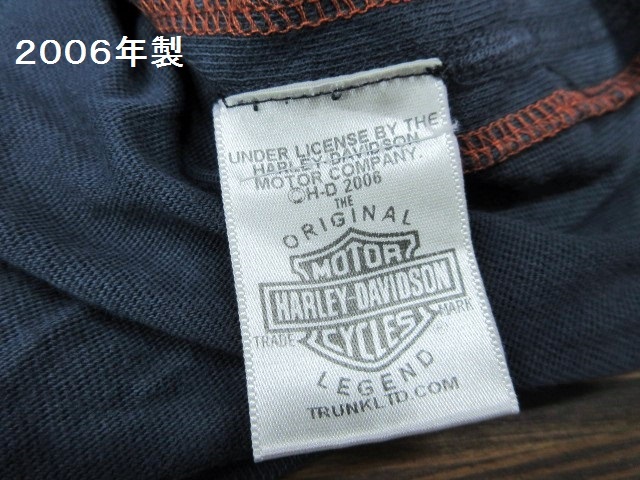 2006年製
UNDER LICENSE BY THE
HARLEY-DAVIDSON
MOTOR COMPANY.
©H-D 2006
THE
ORIGINAL
MOTOR
HARLEY-DAVIDSON
TRADE MARK
CYCLES
LEGEND
TRUNKLTD.COM